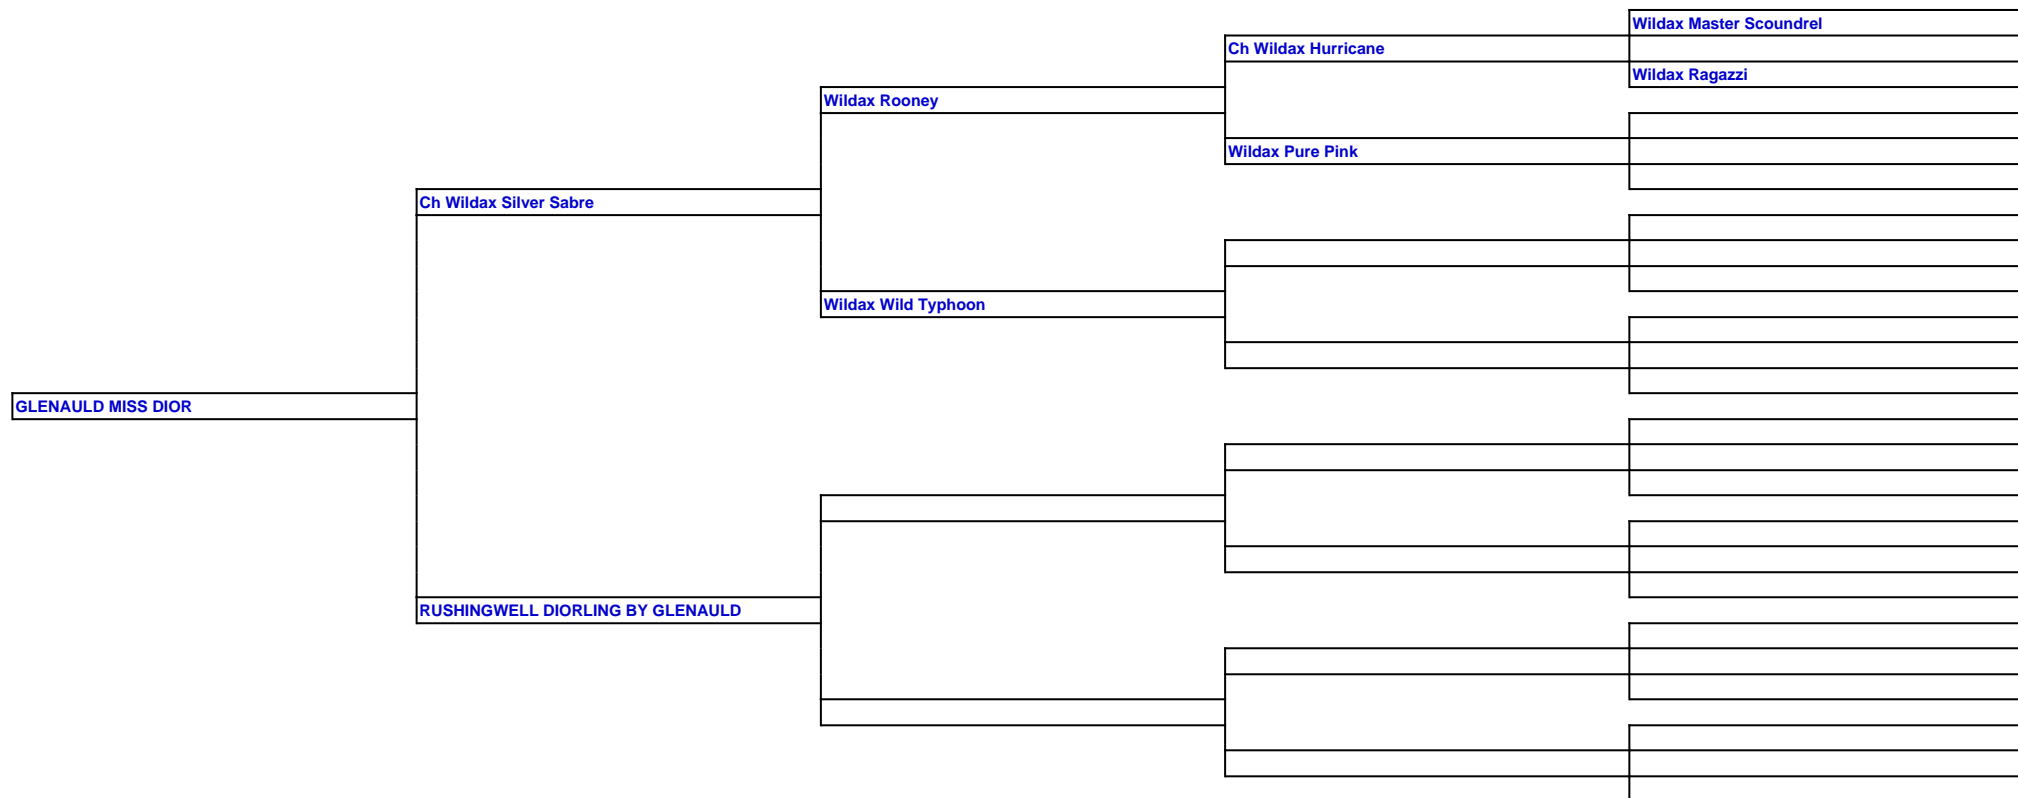 Wildax Master Scoundrel
Ch Wildax Hurricane
Wildax Ragazzi
Wildax Rooney
Wildax Pure Pink
Ch Wildax Silver Sabre
Wildax Wild Typhoon
GLENAULD MISS DIOR
RUSHINGWELL DIORLING BY GLENAULD